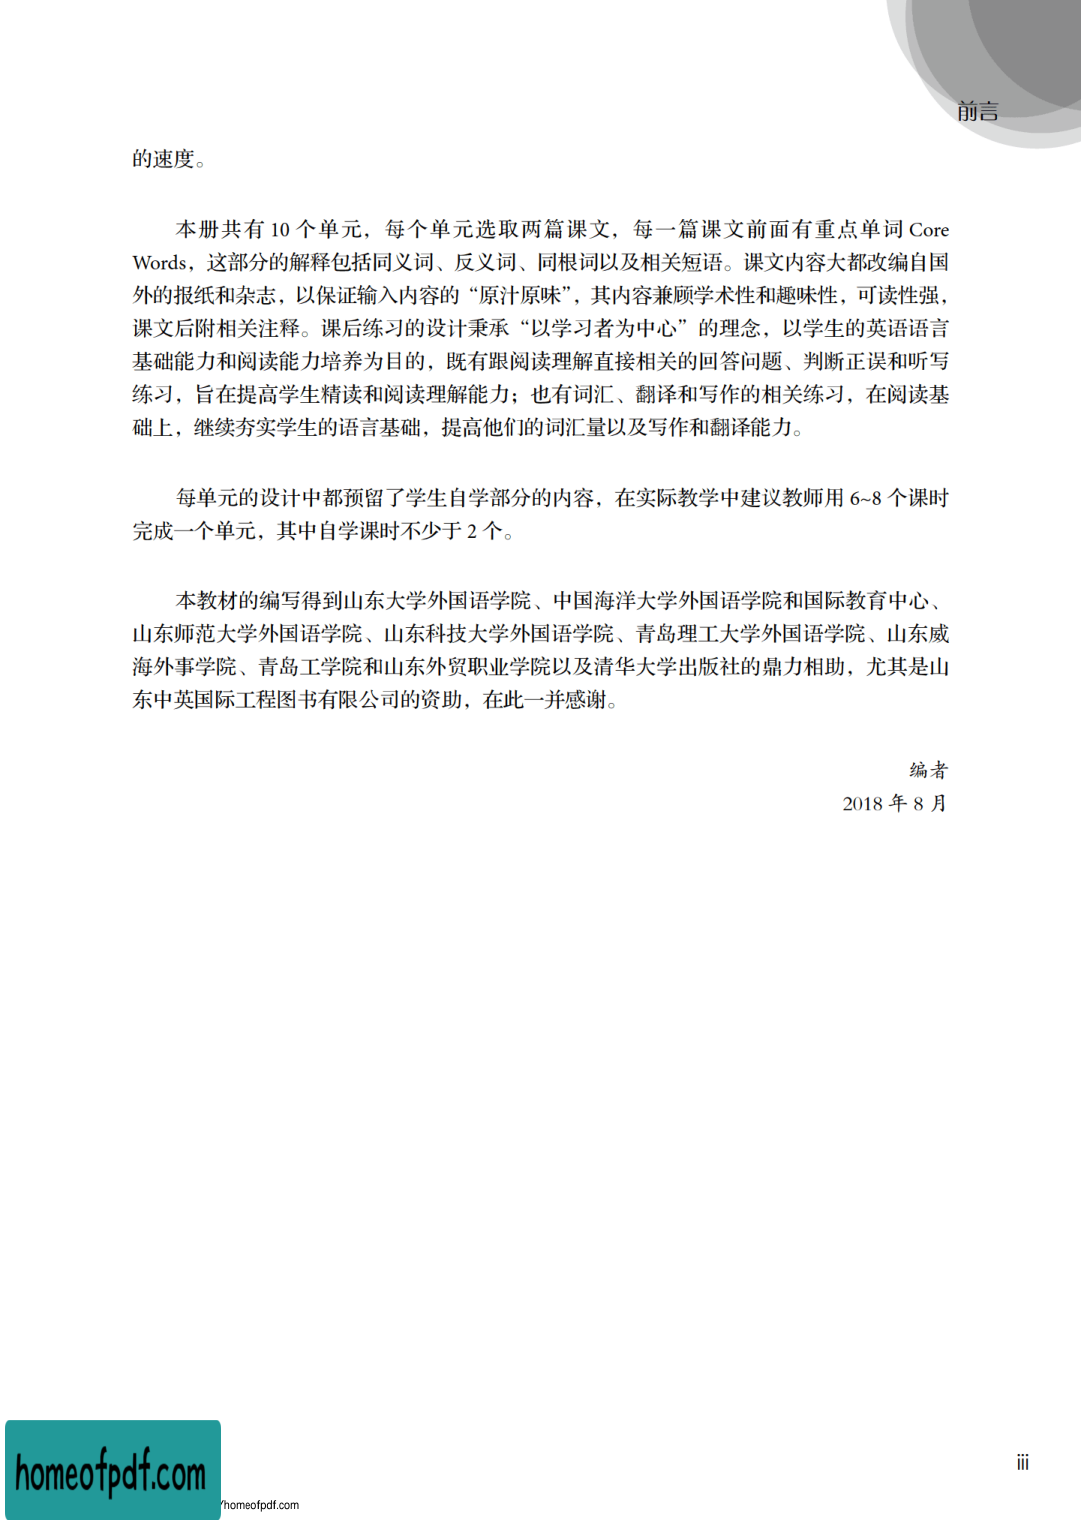 前言
的速度。
本册共有 10 个单元，每个单元选取两篇课文，每一篇课文前面有重点单词 Core
Words，这部分的解释包括同义词、反义词、同根词以及相关短语。课文内容大都改编自国
外的报纸和杂志，以保证输入内容的“原汁原味”，其内容兼顾学术性和趣味性，可读性强，
课文后附相关注释。课后练习的设计秉承“以学习者为中心”的理念，以学生的英语语言
基础能力和阅读能力培养为目的，既有跟阅读理解直接相关的回答问题、判断正误和听写
练习，旨在提高学生精读和阅读理解能力；也有词汇、翻译和写作的相关练习，在阅读基
础上，继续夯实学生的语言基础，提高他们的词汇量以及写作和翻译能力。
每单元的设计中都预留了学生自学部分的内容，在实际教学中建议教师用 6~8 个课时
完成一个单元，其中自学课时不少于 2 个。
本教材的编写得到山东大学外国语学院、中国海洋大学外国语学院和国际教育中心、
山东师范大学外国语学院、山东科技大学外国语学院、青岛理工大学外国语学院、山东威
海外事学院、青岛工学院和山东外贸职业学院以及清华大学出版社的鼎力相助，尤其是山
东中英国际工程图书有限公司的资助，在此一并感谢。
编者
2018 年 8 月
iii
homeofpdf.com
/homeofpdf.com